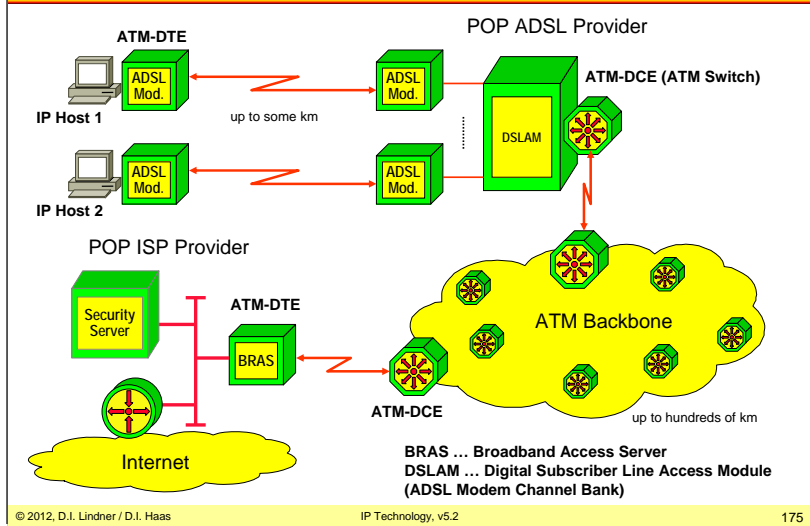 POP ADSL Provider
ATM-DTE
ADSL
Mod.
ADSL
Mod.
ATM-DCE (ATM Switch)
IP Host 1
up to some km
DSLAM
ADSL
Mod.
ADSL
Mod.
IP Host 2
POP ISP Provider
Security
Server
ATM-DTE
BRAS
ATM Backbone
ATM-DCE
up to hundreds of km
Internet
BRAS … Broadband Access Server
DSLAM … Digital Subscriber Line Access Module
(ADSL Modem Channel Bank)
© 2012, D.I. Lindner / D.I. Haas
IP Technology, v5.2
175